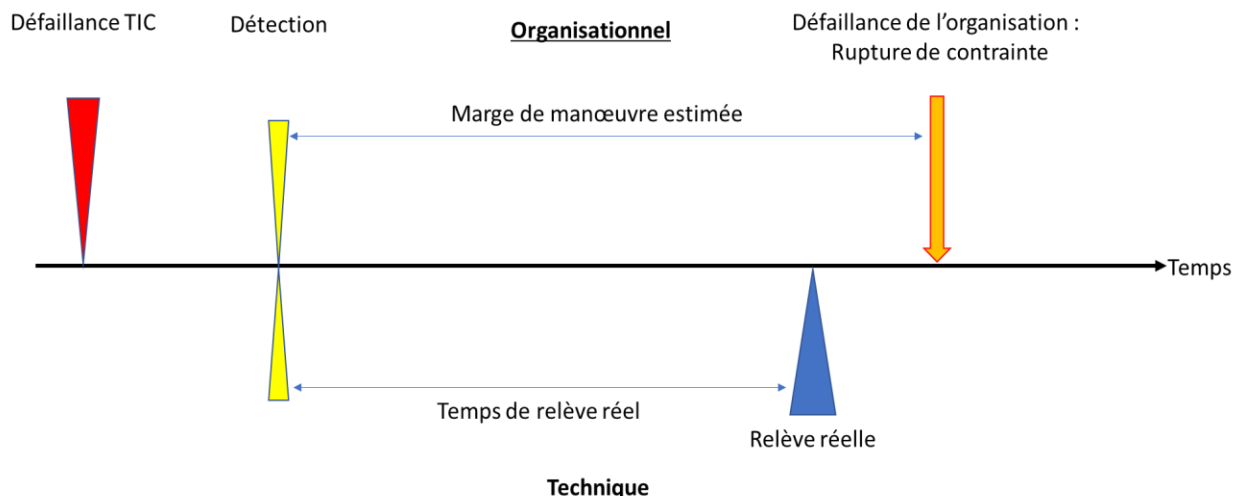 Défaillance TIC
Détection
Organisationnel
Défaillance de l’organisation :
Rupture de contrainte
Marge de manœuvre estimée
Temps
Temps de relève réel
Relève réelle
Technique